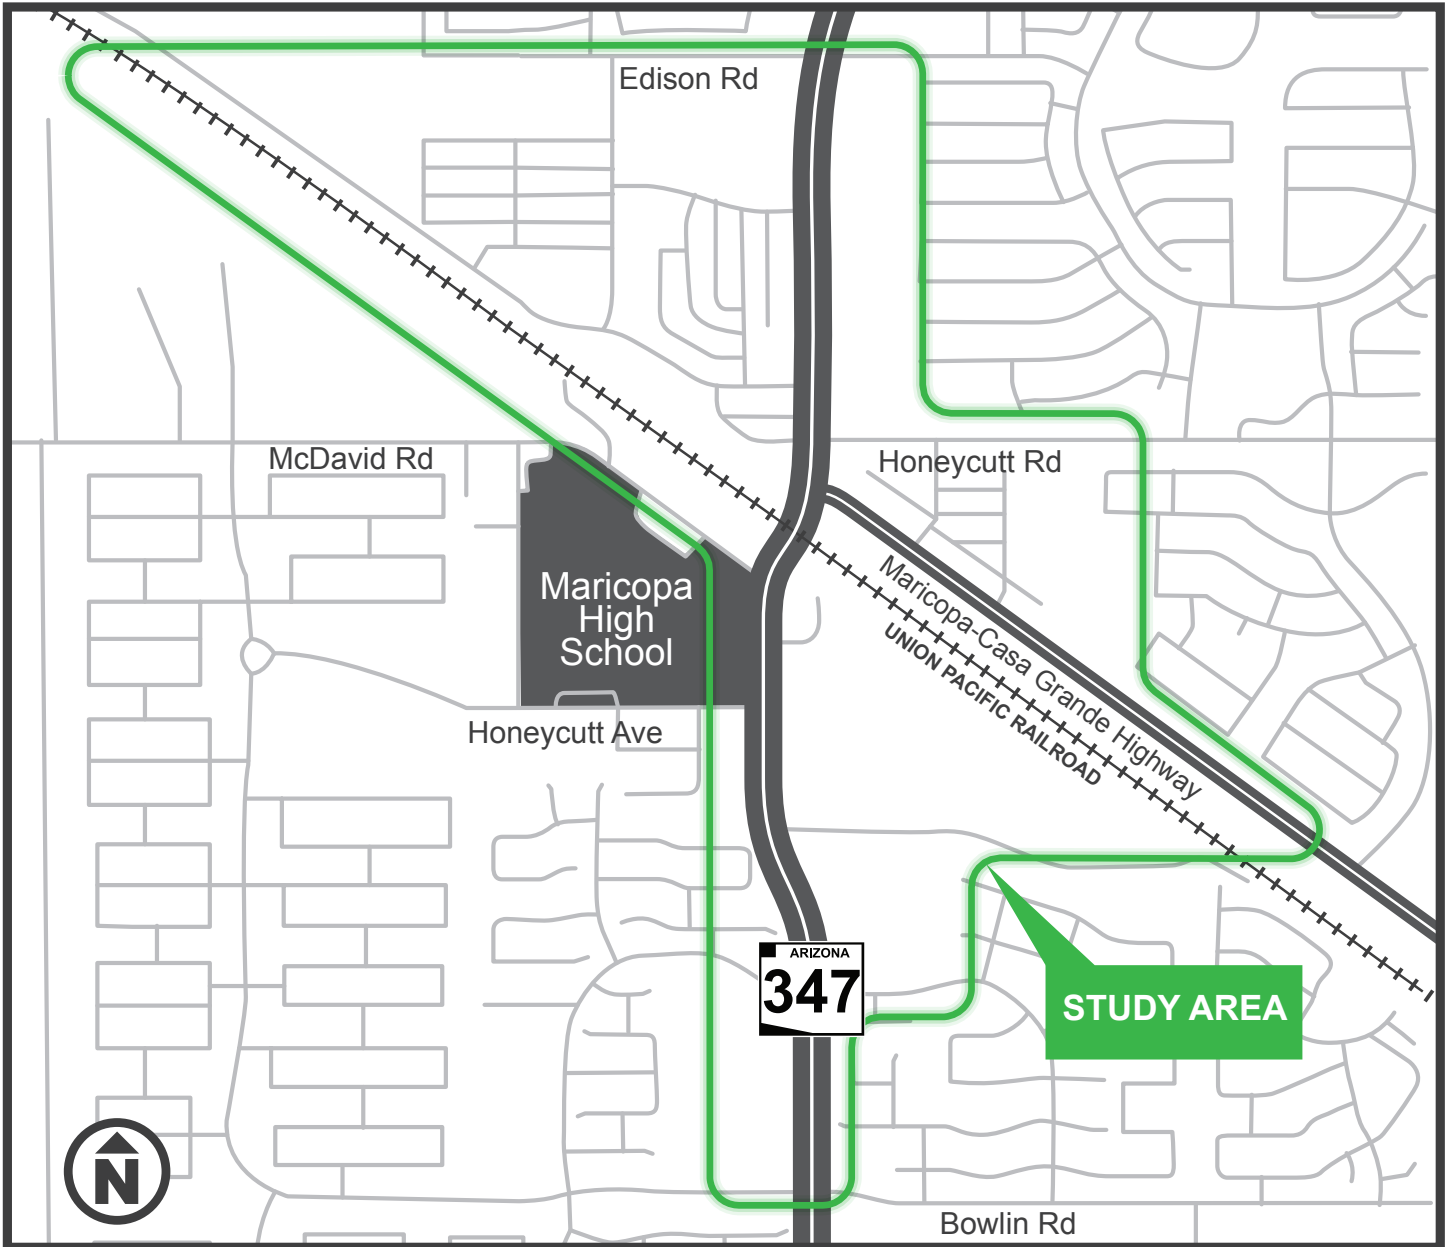 Edison Rd
McDavid Rd
Honeycutt Rd
Maricopa
High
School
Maricopa-Casa Grande Highway
UNION PACIFIC RAILROAD
Honeycutt Ave
ARIZONA
347
STUDY AREA
N
Bowlin Rd